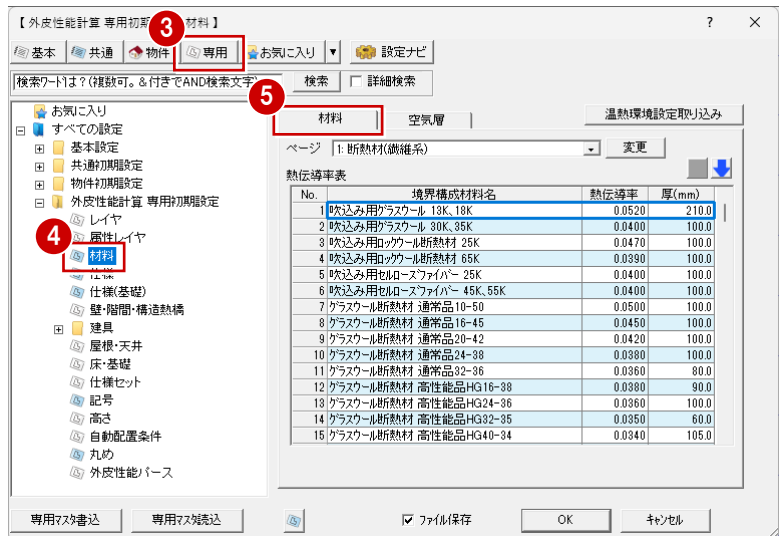 【 外皮性能計算 専用初期 材料 】
3
? ×
基本 共通 物件 専用 お気に入り ▼ 設定ナビ
検索ワードは?(複数可。&付きでAND検索文字) 検索 詳細検索
5
お気に入り
すべての設定
基本設定
共通初期設定
物件初期設定
外皮性能計算 専用初期設定
レイヤ
属性レイヤ
4
材料
仕様
仕様(基礎)
壁・階間・構造熱橋
建具
屋根・天井
床・基礎
仕様セット
記号
高さ
自動配置条件
丸め
外皮性能パース
材料 空気層 温熱環境設定取り込み
ページ 1: 断熱材(繊維系) 変更
熱伝導率表
No. 境界構成材料名 熱伝導率 厚(mm)
1 吹込み用グラスウール 13K、18K 0.0520 210.0
2 吹込み用グラスウール 30K、35K 0.0400 100.0
3 吹込み用ロックウール断熱材 25K 0.0470 100.0
4 吹込み用ロックウール断熱材 65K 0.0390 100.0
5 吹込み用セルローズファイバー 25K 0.0400 100.0
6 吹込み用セルローズファイバー 45K、55K 0.0400 100.0
7 グラスウール断熱材 通常品10-50 0.0500 100.0
8 グラスウール断熱材 通常品16-45 0.0450 100.0
9 グラスウール断熱材 通常品20-42 0.0420 100.0
10 グラスウール断熱材 通常品24-38 0.0380 100.0
11 グラスウール断熱材 通常品32-36 0.0360 80.0
12 グラスウール断熱材 高性能品HG16-38 0.0380 90.0
13 グラスウール断熱材 高性能品HG24-36 0.0360 100.0
14 グラスウール断熱材 高性能品HG32-35 0.0350 60.0
15 グラスウール断熱材 高性能品HG40-34 0.0340 105.0
専用マスタ書込 専用マスタ読込 ファイル保存 OK キャンセル